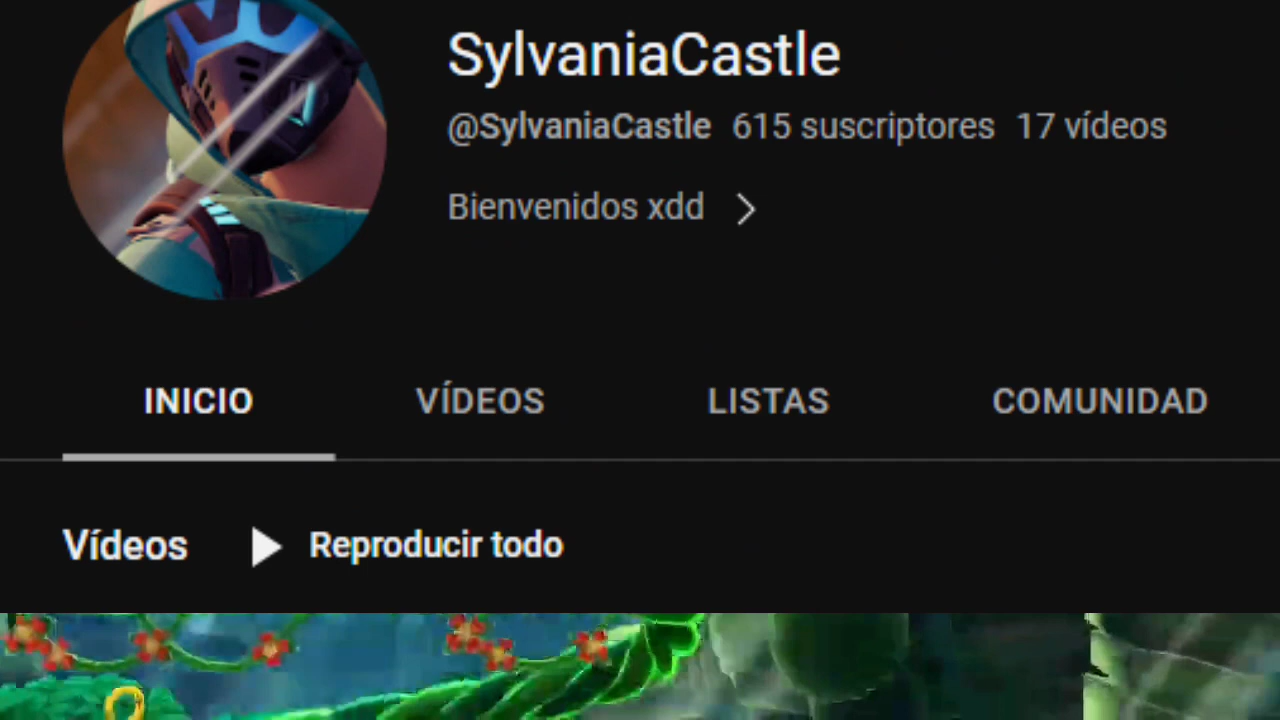 SylvaniaCastle
@SylvaniaCastle 615 suscriptores 17 vídeos
Bienvenidos xdd
INICIO VÍDEOS LISTAS COMUNIDAD
Vídeos Reproducir todo